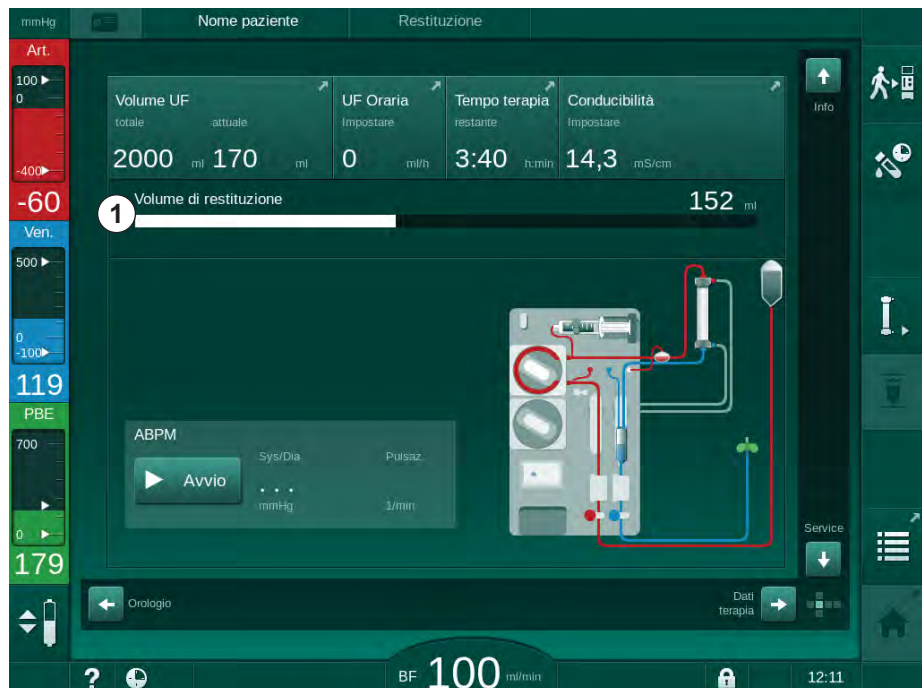 mmHg Nome paziente Restituzione
Art.
100
0
-400
-60
Ven.
500
0
-100
119
PBE
700
0
179
Volume UF
totale attuale
2000 ml 170 ml
UF Oraria
Impostare
0 ml/h
Tempo terapia
restante
3:40 h:min
Conducibilità
Impostare
14,3 mS/cm
1 Volume di restituzione 152 ml
ABPM
Sys/Dia Pulsaz.
Avvio . . .
mmHg 1/min
Info
Service
Orologio
Dati
terapia
? BF 100 ml/min 12:11